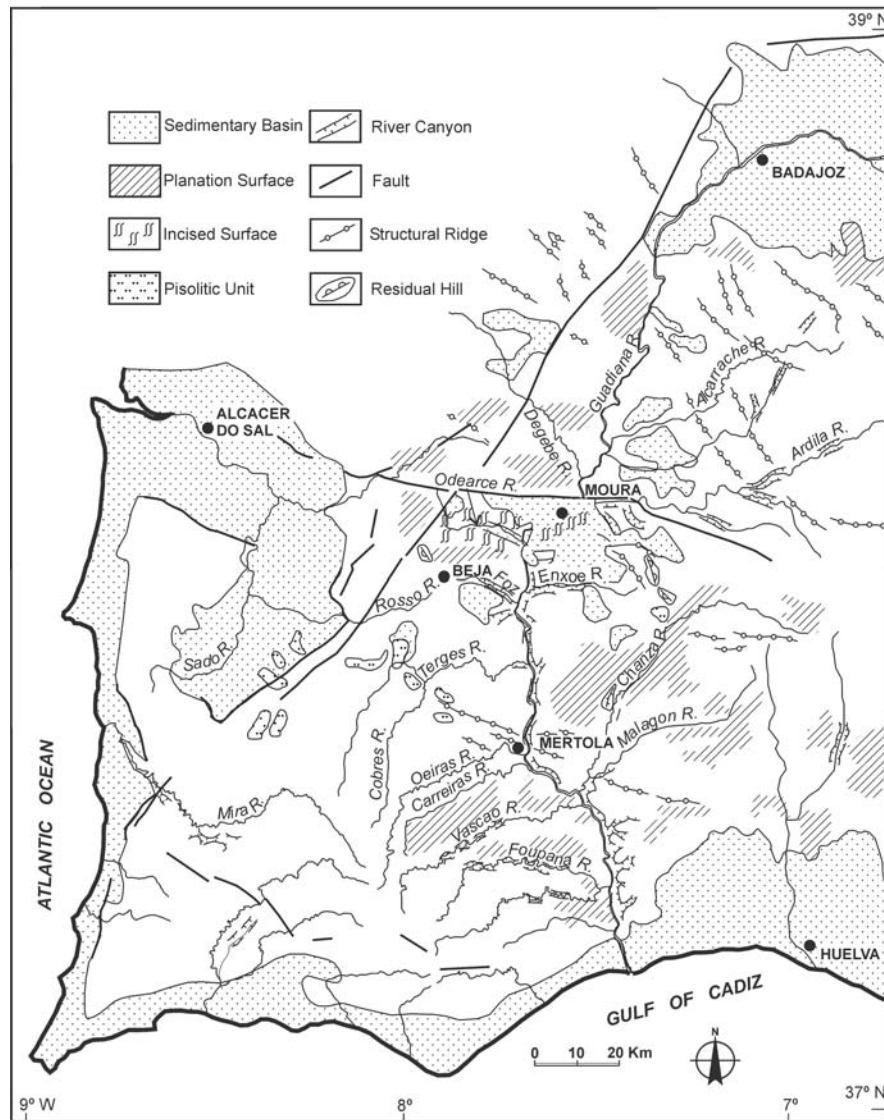 39º N
Sedimentary Basin
River Canyon
Planation Surface
Fault
Incised Surface
Structural Ridge
Pisolitic Unit
Residual Hill
BADAJOZ
Guadiana R.
Alcarrache R.
ALCACER
DO SAL
Degebe R.
Ardila R.
Odearce R.
MOURA
BEJA
Foz
Enxoe R.
Rosso R.
Sado R.
Terges R.
Chanza R.
MERTOLA
Malagon R.
Cobres R.
Oeiras R.
Carreiras R.
Mira R.
Vascao R.
Foupana R.
ATLANTIC OCEAN
HUELVA
GULF OF CADIZ
N
0 10 20 Km
9º W
8º
7º
37º N